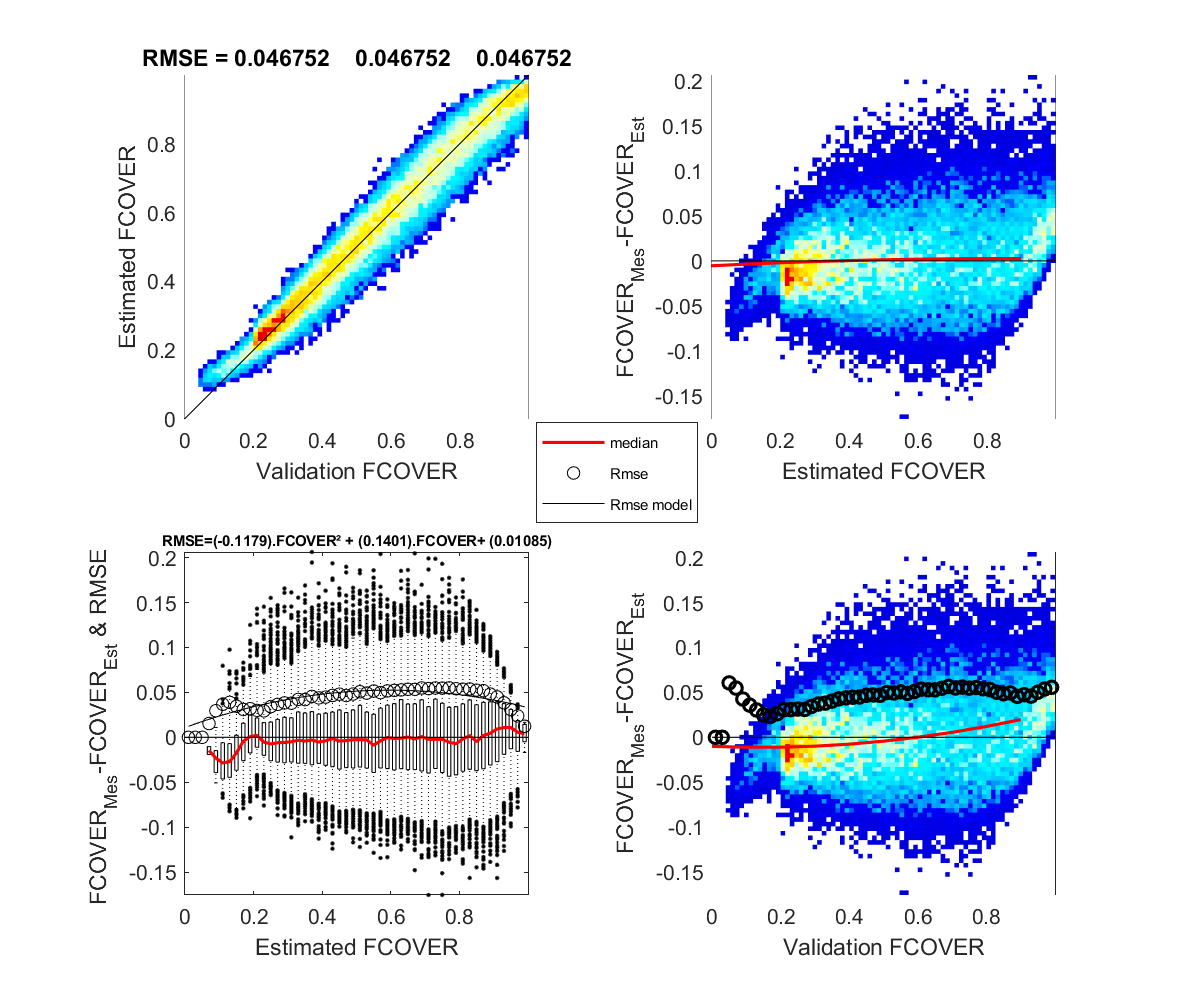 RMSE = 0.046752 0.046752 0.046752
Estimated FCOVER
0.8
0.6
0.4
0.2
0
0 0.2 0.4 0.6 0.8
Validation FCOVER
FCOVER_Mes-FCOVER_Est
0.2
0.15
0.1
0.05
0
-0.05
-0.1
-0.15
0 0.2 0.4 0.6 0.8
Estimated FCOVER
median
Rmse
Rmse model
RMSE=(-0.1179).FCOVER² + (0.1401).FCOVER+ (0.01085)
FCOVER_Mes-FCOVER_Est & RMSE
0.2
0.15
0.1
0.05
0
-0.05
-0.1
-0.15
0 0.2 0.4 0.6 0.8
Estimated FCOVER
FCOVER_Mes-FCOVER_Est
0.2
0.15
0.1
0.05
0
-0.05
-0.1
-0.15
0 0.2 0.4 0.6 0.8
Validation FCOVER